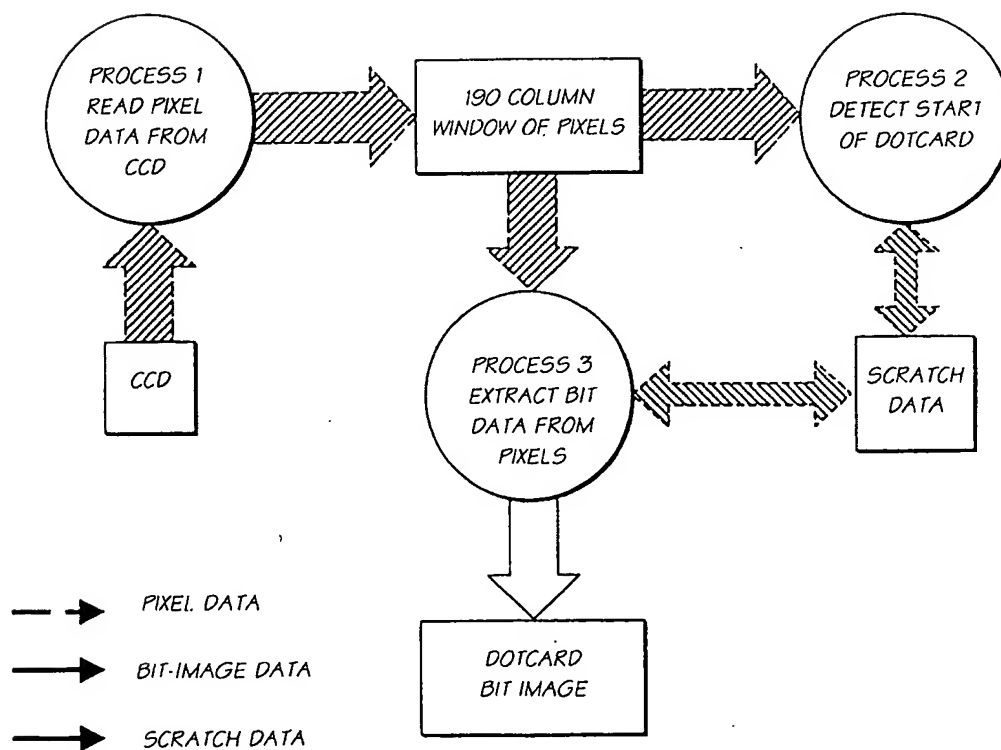 PROCESS 1
READ PIXEL
DATA FROM
CCD
190 COLUMN
WINDOW OF PIXELS
PROCESS 2
DETECT START
OF DOTCARD
CCD
PROCESS 3
EXTRACT BIT
DATA FROM
PIXELS
SCRATCH
DATA
DOTCARD
BIT IMAGE
PIXEL DATA
BIT-IMAGE DATA
SCRATCH DATA